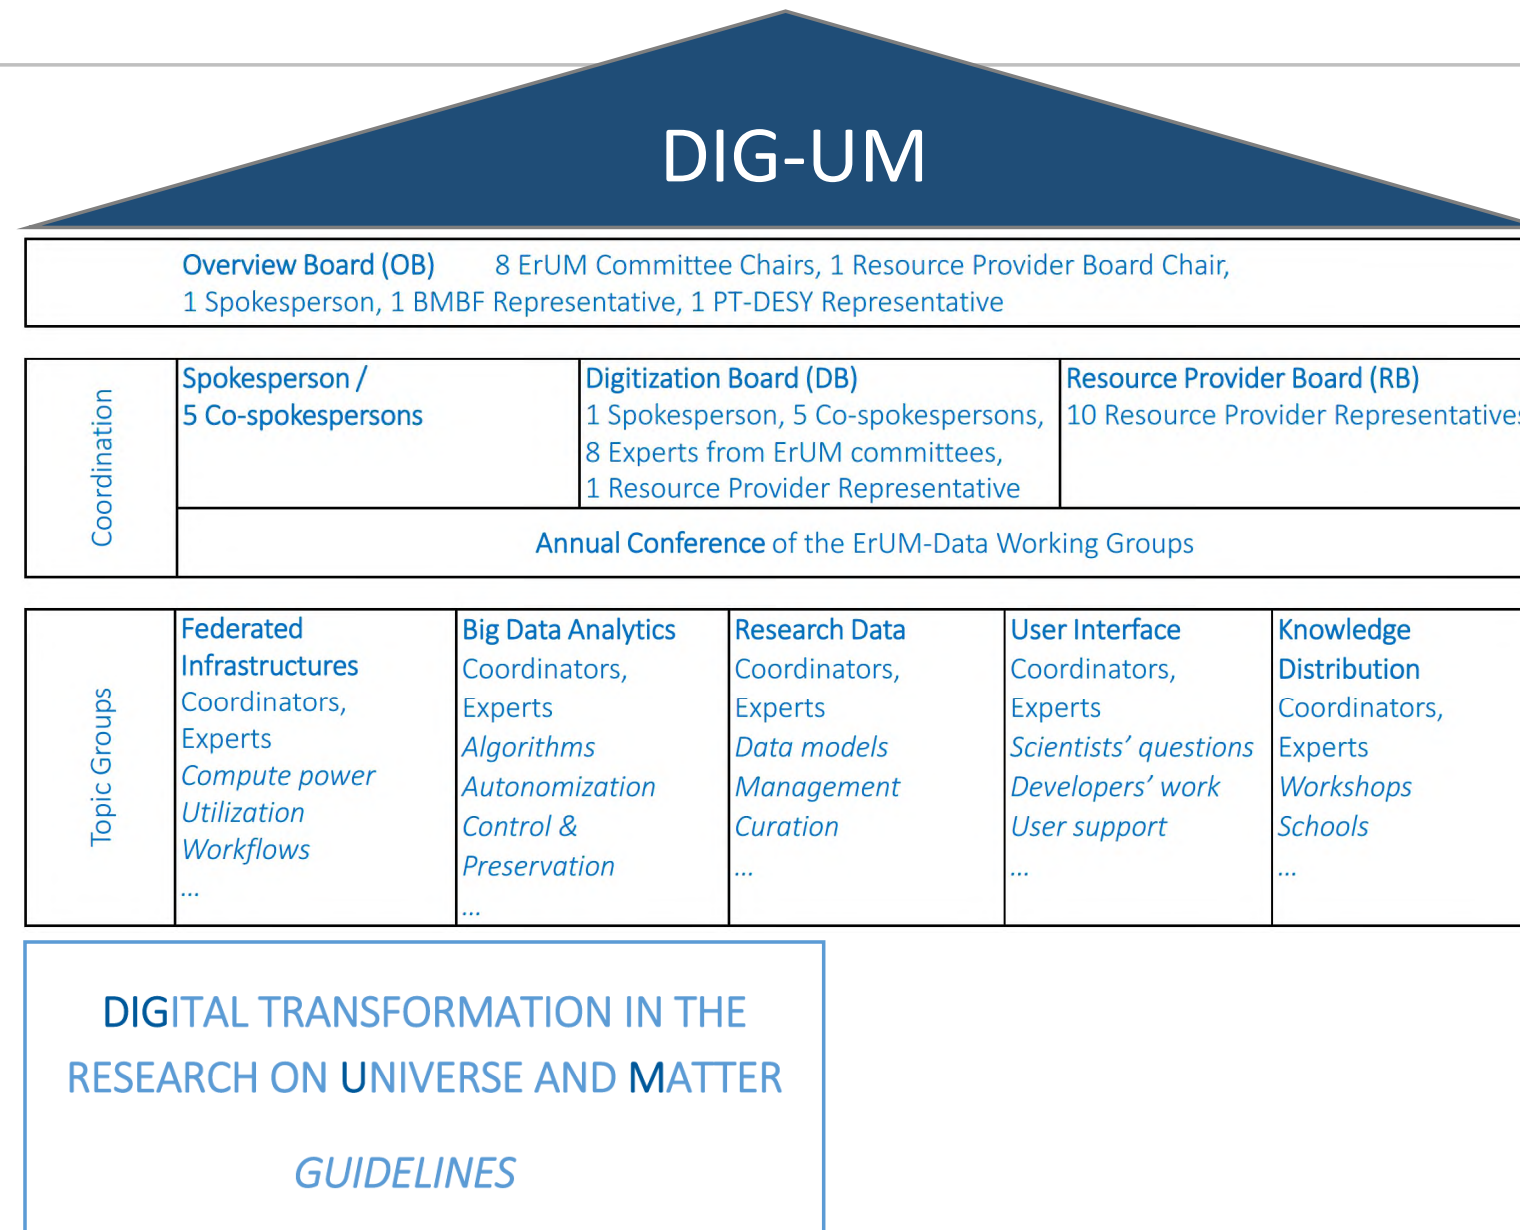 DIG-UM
Overview Board (OB) 8 ErUM Committee Chairs, 1 Resource Provider Board Chair,
1 Spokesperson, 1 BMBF Representative, 1 PT-DESY Representative
Coordination
Spokesperson /
5 Co-spokespersons
Digitization Board (DB)
1 Spokesperson, 5 Co-spokespersons,
8 Experts from ErUM committees,
1 Resource Provider Representative
Resource Provider Board (RB)
10 Resource Provider Representatives
Annual Conference of the ErUM-Data Working Groups
Topic Groups
Federated
Infrastructures
Coordinators,
Experts
Compute power
Utilization
Workflows
...
Big Data Analytics
Coordinators,
Experts
Algorithms
Autonomization
Control &
Preservation
...
Research Data
Coordinators,
Experts
Data models
Management
Curation
...
User Interface
Coordinators,
Experts
Scientists’ questions
Developers’ work
User support
...
Knowledge
Distribution
Coordinators,
Experts
Workshops
Schools
...
DIGITAL TRANSFORMATION IN THE
RESEARCH ON UNIVERSE AND MATTER
GUIDELINES